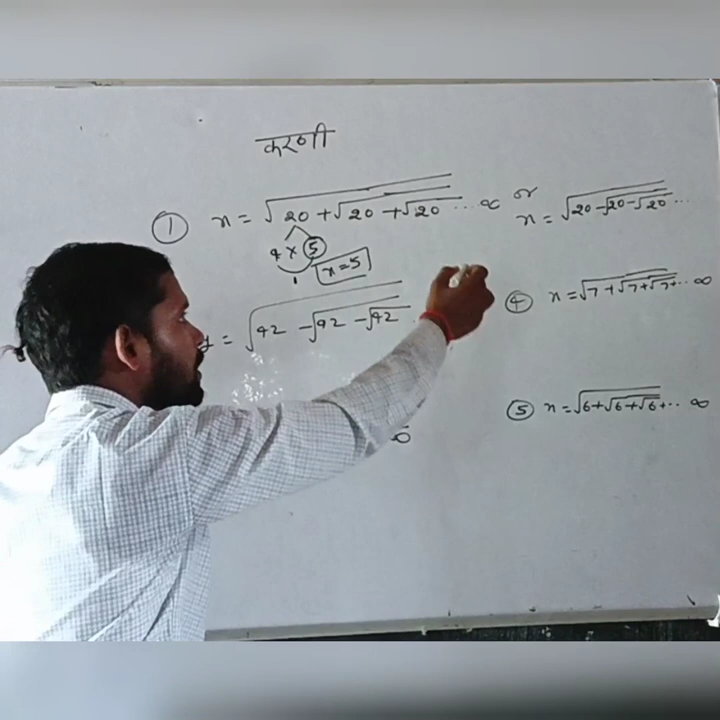 करणी
① x = √20 + √20 + √20 ... ∞ or x = √20 - √20 - √20 ...
4 × 5
1
x = 5
y = √42 - √42 - √42
④ x = √7 + √7 + √7 + ... ∞
⑤ x = √6 + √6 + √6 + ... ∞